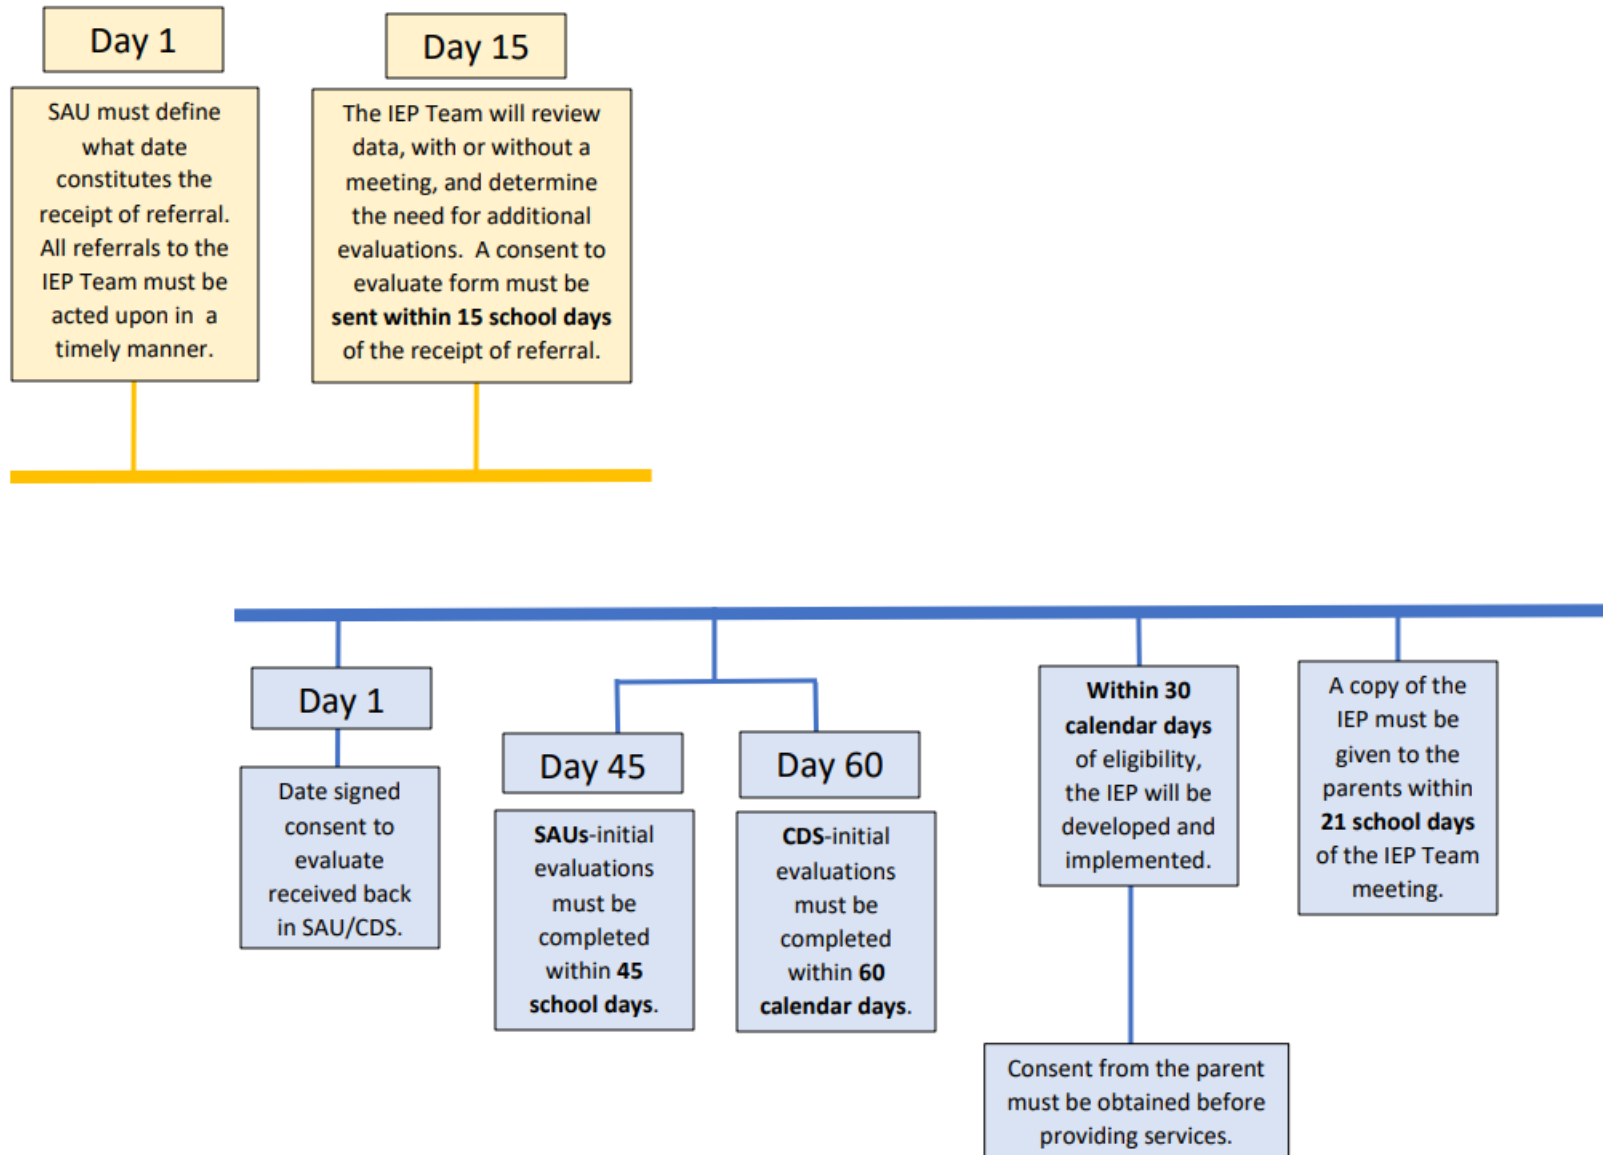 Day 1
SAU must define
what date
constitutes the
receipt of referral.
All referrals to the
IEP Team must be
acted upon in a
timely manner.
Day 15
The IEP Team will review
data, with or without a
meeting, and determine
the need for additional
evaluations. A consent to
evaluate form must be
sent within 15 school days
of the receipt of referral.
Day 1
Date signed
consent to
evaluate
received back
in SAU/CDS.
Day 45
SAUs-initial
evaluations
must be
completed
within 45
school days.
Day 60
CDS-initial
evaluations
must be
completed
within 60
calendar days.
Within 30
calendar days
of eligibility,
the IEP will be
developed and
implemented.
Consent from the parent
must be obtained before
providing services.
A copy of the
IEP must be
given to the
parents within
21 school days
of the IEP Team
meeting.